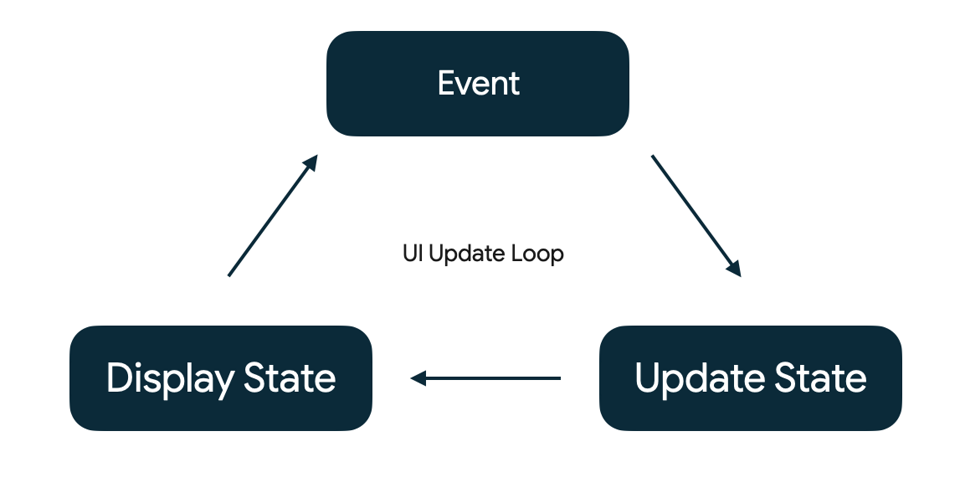 Event
UI Update Loop
Display State
Update State